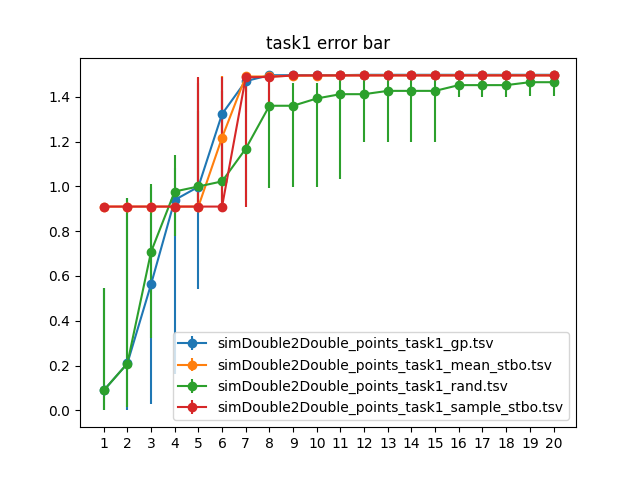 task1 error bar
1.4
1.2
1.0
0.8
0.6
0.4
0.2
0.0
simDouble2Double_points_task1_gp.tsv
simDouble2Double_points_task1_mean_stbo.tsv
simDouble2Double_points_task1_rand.tsv
simDouble2Double_points_task1_sample_stbo.tsv
1 2 3 4 5 6 7 8 9 10 11 12 13 14 15 16 17 18 19 20